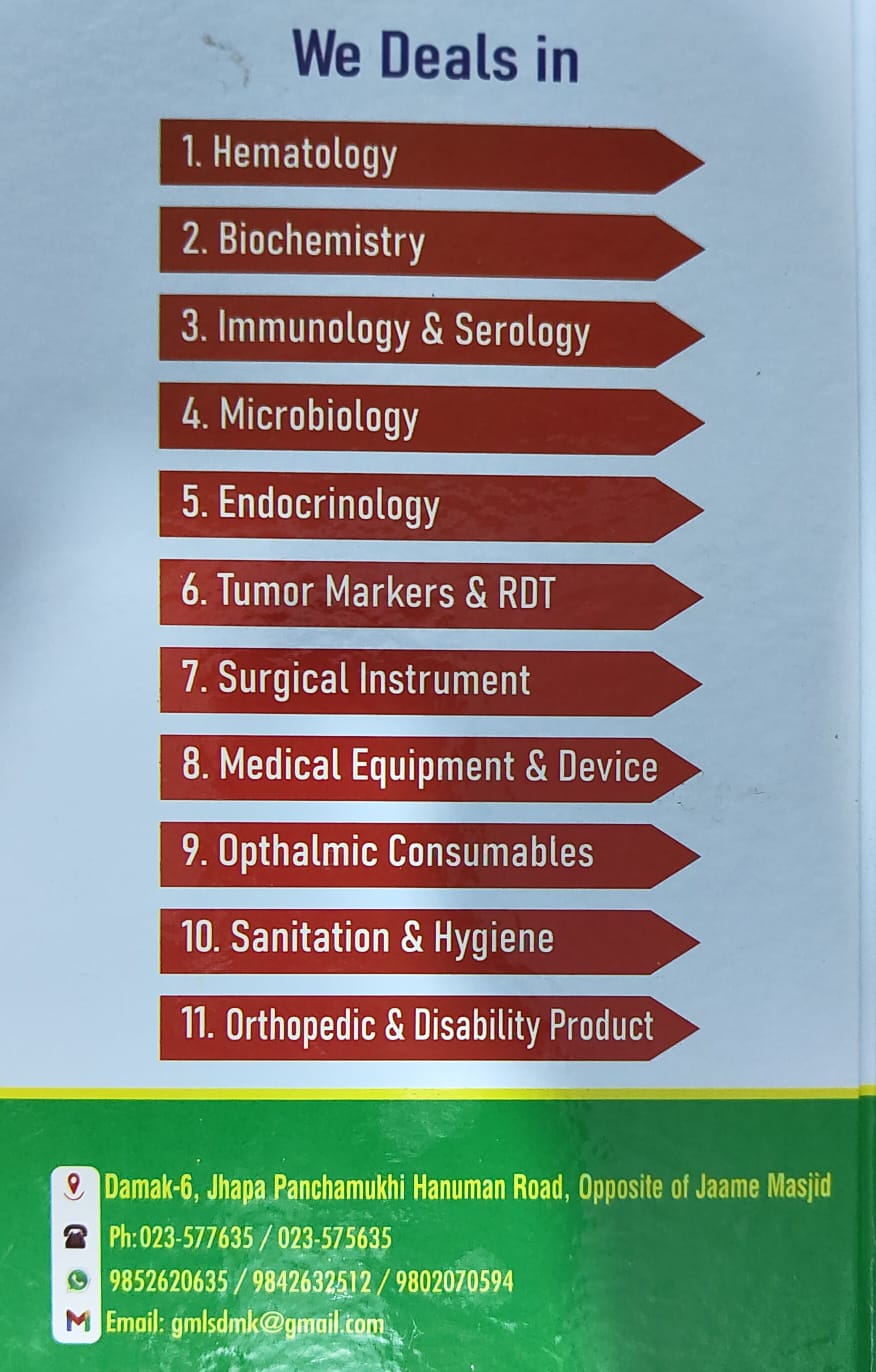 We Deals in
1. Hematology
2. Biochemistry
3. Immunology & Serology
4. Microbiology
5. Endocrinology
6. Tumor Markers & RDT
7. Surgical Instrument
8. Medical Equipment & Device
9. Opthalmic Consumables
10. Sanitation & Hygiene
11. Orthopedic & Disability Product
Damak-6, Jhapa Panchamukhi Hanuman Road, Opposite of Jaame Masjid
Ph:023-577635 / 023-575635
9852620635 / 9842632512 / 9802070594
Email: gmlsdmk@gmail.com